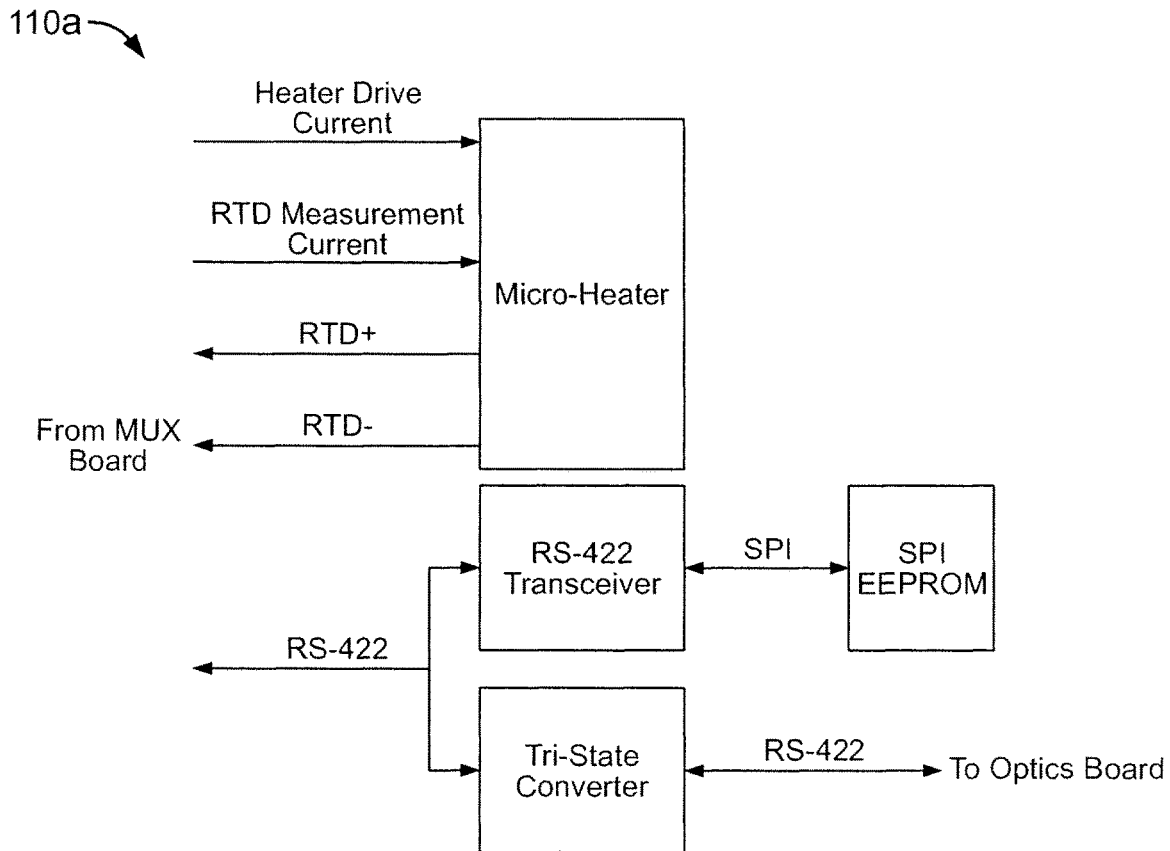 110a
Heater Drive
Current
RTD Measurement
Current
Micro-Heater
RTD+
From MUX
Board
RTD-
RS-422
Transceiver
SPI
SPI
EEPROM
RS-422
Tri-State
Converter
RS-422
To Optics Board